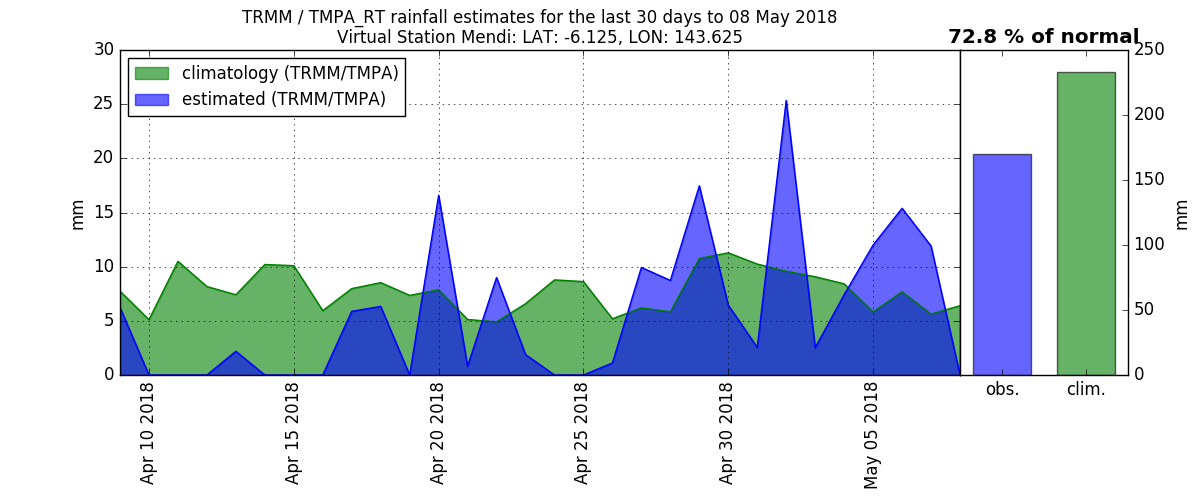 TRMM / TMPA_RT rainfall estimates for the last 30 days to 08 May 2018
Virtual Station Mendi: LAT: -6.125, LON: 143.625
72.8 % of normal
climatology (TRMM/TMPA)
estimated (TRMM/TMPA)
30
25
20
15
10
5
0
mm
Apr 10 2018
Apr 15 2018
Apr 20 2018
Apr 25 2018
Apr 30 2018
May 05 2018
250
200
150
100
50
0
mm
obs.
clim.